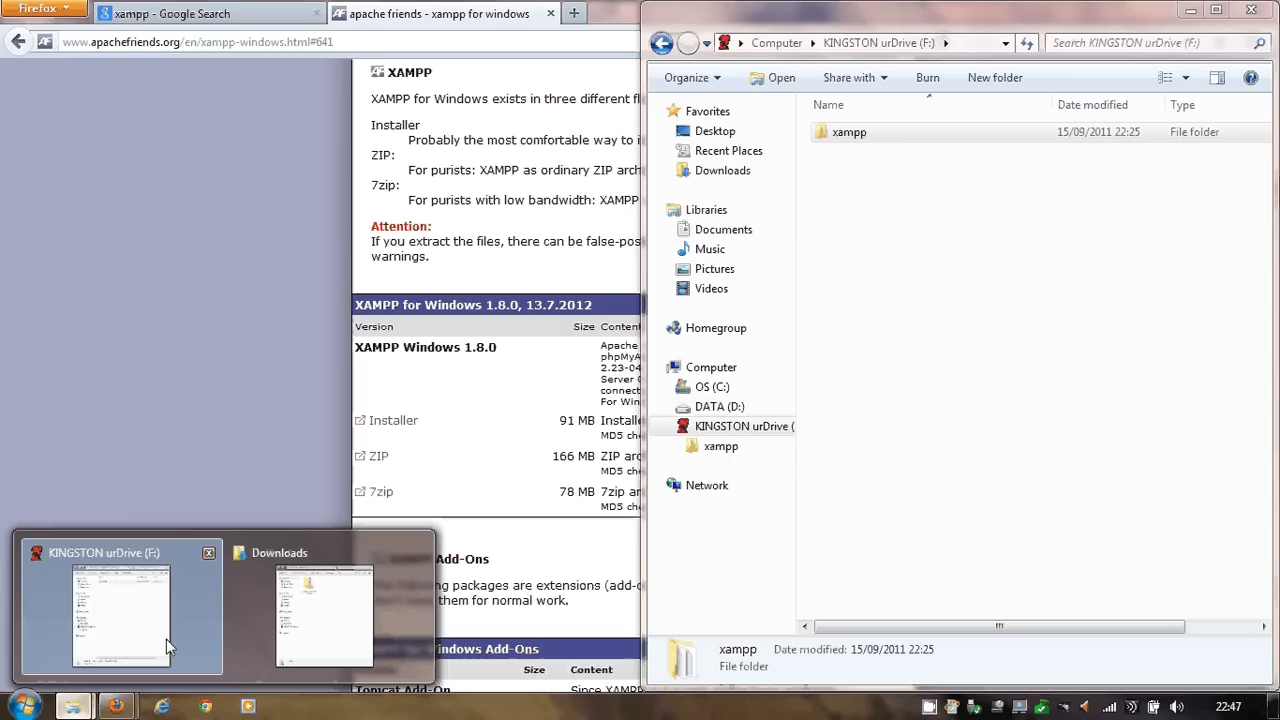 Firefox
xampp - Google Search
apache friends - xampp for windows
www.apachefriends.org/en/xampp-windows.html#641
XAMPP
XAMPP for Windows exists in three different fl
Installer
Probably the most comfortable way to i
ZIP:
For purists: XAMPP as ordinary ZIP arch
7zip:
For purists with low bandwidth: XAMPP
Attention:
If you extract the files, there can be false-pos
warnings.
XAMPP for Windows 1.8.0, 13.7.2012
Version Size Content
XAMPP Windows 1.8.0
Apache
phpMyA
2.23-04
Server
connect
For Win
Installer 91 MB Installe
MD5 che
ZIP 166 MB ZIP arc
MD5 che
7zip 78 MB 7zip ar
MD5 che
Add-Ons
packages are extensions (add-o
them for normal work.
indows Add-Ons
Size Content
Tomcat Add-On Since XAMPP
Computer KINGSTON urDrive (F:)
Search KINGSTON urDrive (F:)
Organize Open Share with Burn New folder
Name Date modified Type
xampp 15/09/2011 22:25 File folder
Favorites
Desktop
Recent Places
Downloads
Libraries
Documents
Music
Pictures
Videos
Homegroup
Computer
OS (C:)
DATA (D:)
KINGSTON urDrive (
xampp
Network
xampp Date modified: 15/09/2011 22:25
File folder
KINGSTON urDrive (F:)
Downloads
22:47